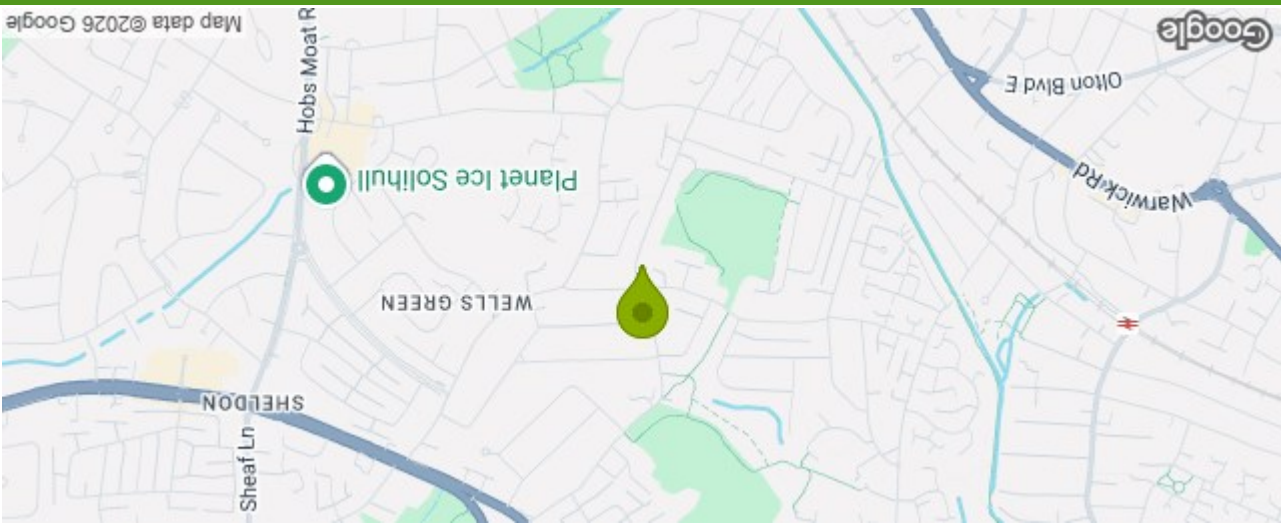 Sheaf Ln
SHELDON
WELLS GREEN
Planet Ice Solihull
Warwick Rd
Hobs Moat R
Olton Blvd E
Google
Map data ©2026 Google